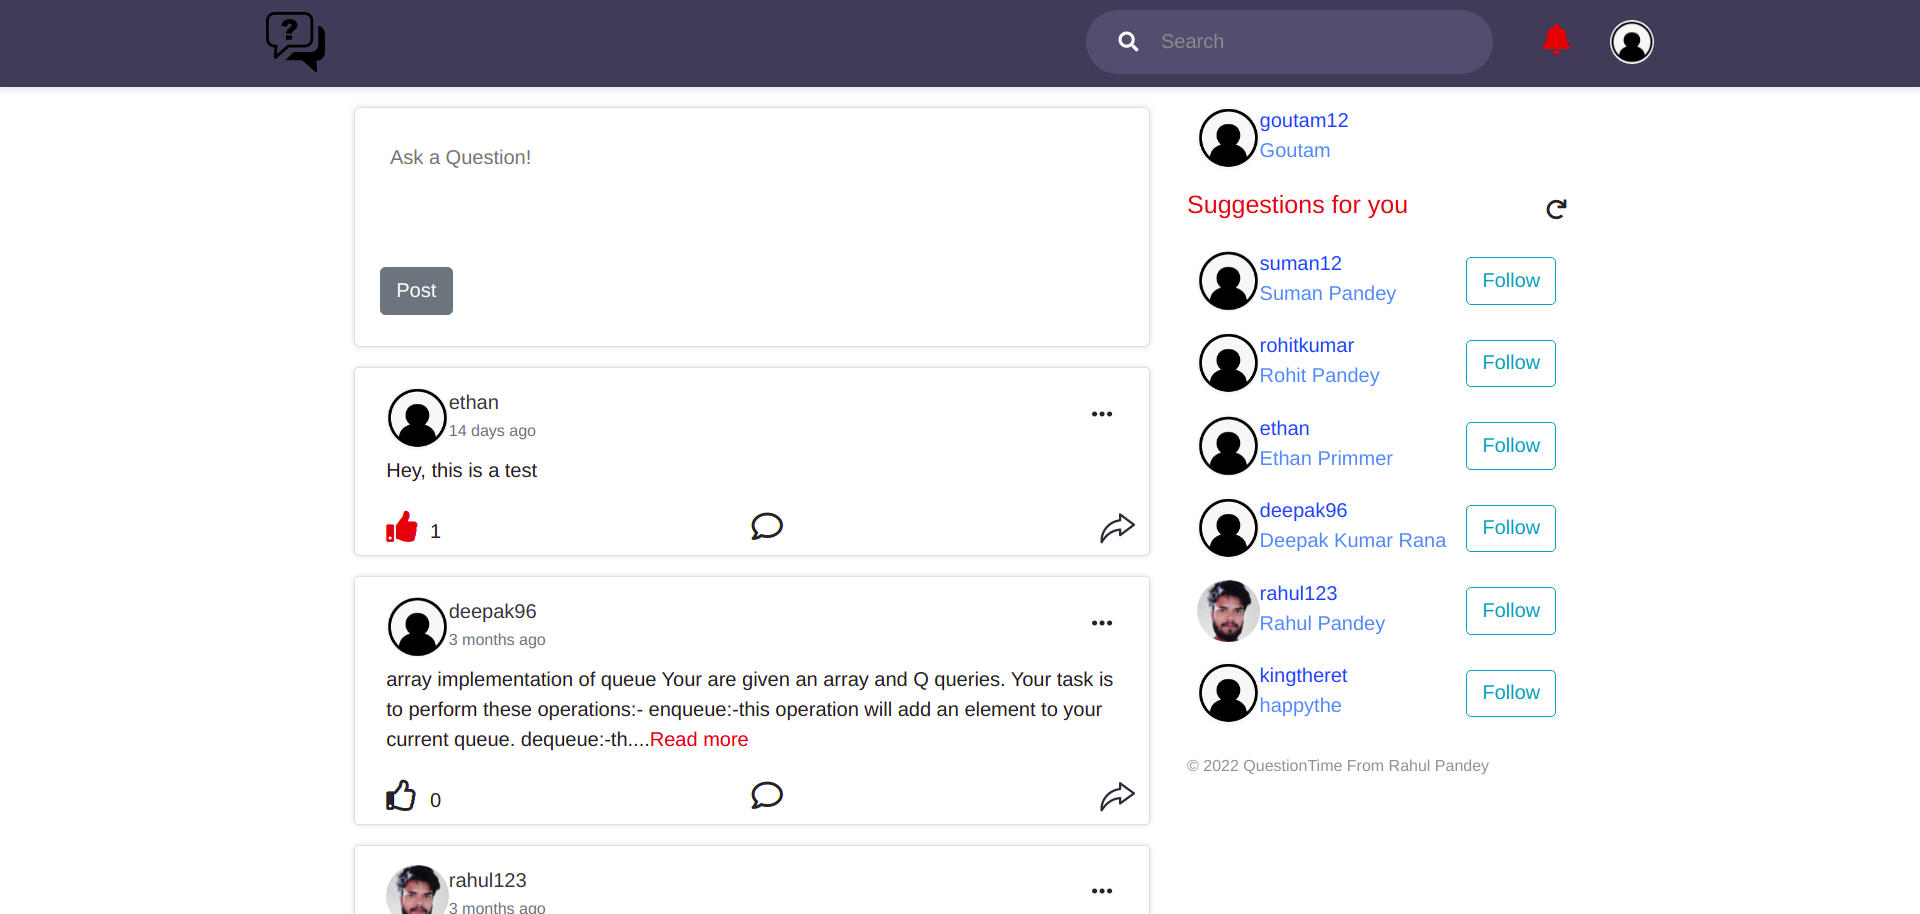 ?
Search
Ask a Question!
Post
ethan
14 days ago
Hey, this is a test
1
deepak96
3 months ago
array implementation of queue Your are given an array and Q queries. Your task is
to perform these operations:- enqueue:-this operation will add an element to your
current queue. dequeue:-th....Read more
0
rahul123
3 months ago
goutam12
Goutam
Suggestions for you
suman12
Suman Pandey
Follow
rohitkumar
Rohit Pandey
Follow
ethan
Ethan Primmer
Follow
deepak96
Deepak Kumar Rana
Follow
rahul123
Rahul Pandey
Follow
kingtheret
happythe
Follow
© 2022 QuestionTime From Rahul Pandey